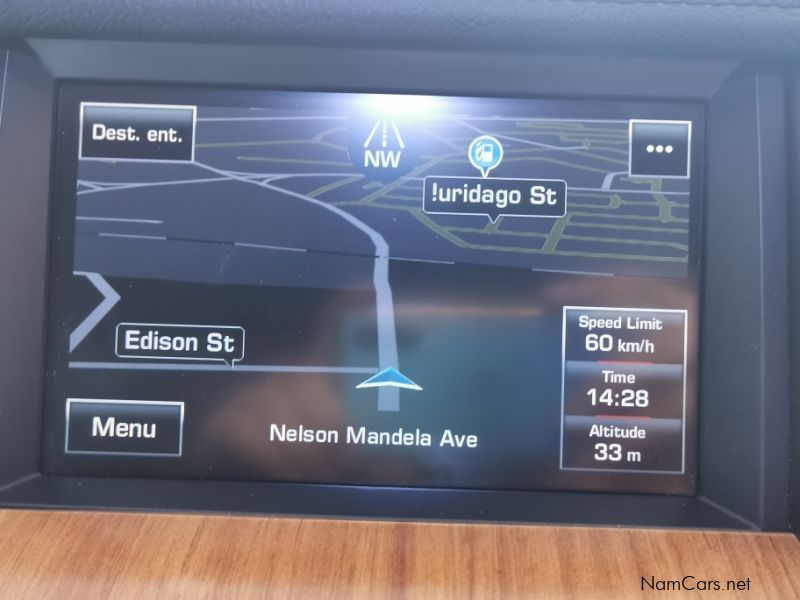 Dest. ent.
NW
•••
!uridago St
Edison St
Speed Limit
60 km/h
Time
14:28
Altitude
33 m
Menu
Nelson Mandela Ave
NamCars.net